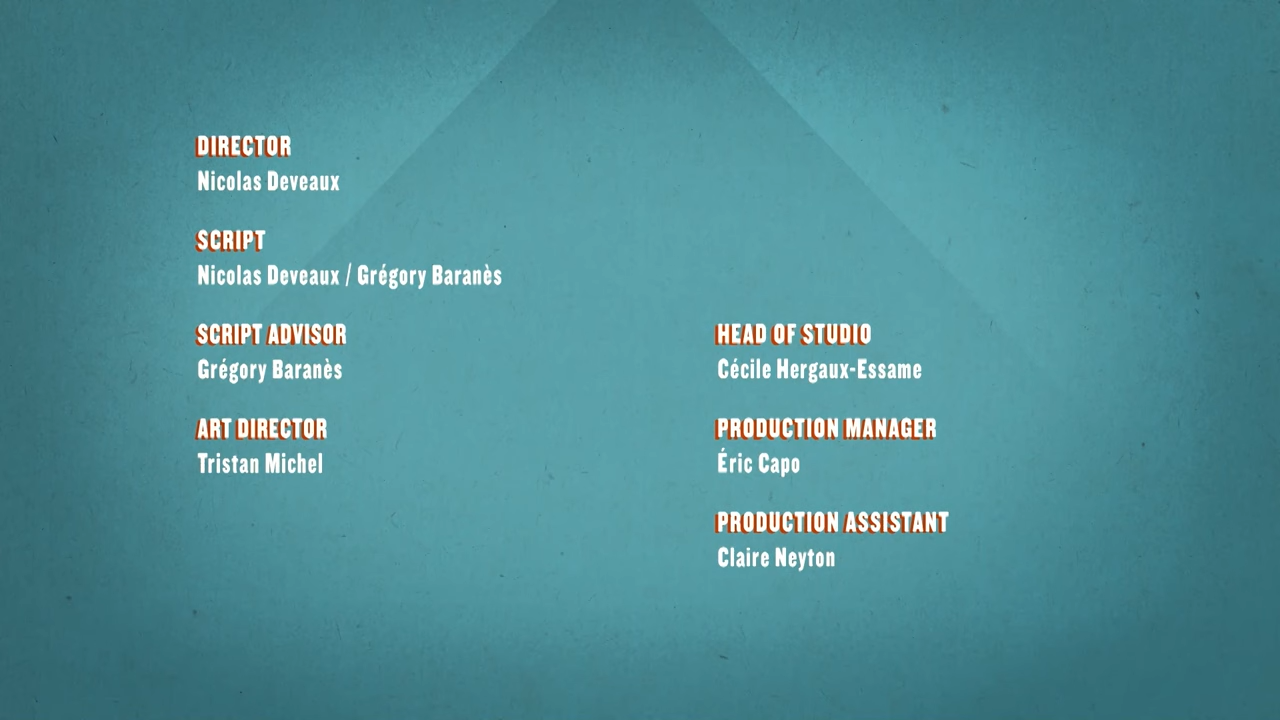 DIRECTOR
Nicolas Deveaux
SCRIPT
Nicolas Deveaux / Grégory Baranès
SCRIPT ADVISOR
Grégory Baranès
ART DIRECTOR
Tristan Michel
HEAD OF STUDIO
Cécile Hergaux-Essame
PRODUCTION MANAGER
Éric Capo
PRODUCTION ASSISTANT
Claire Neyton